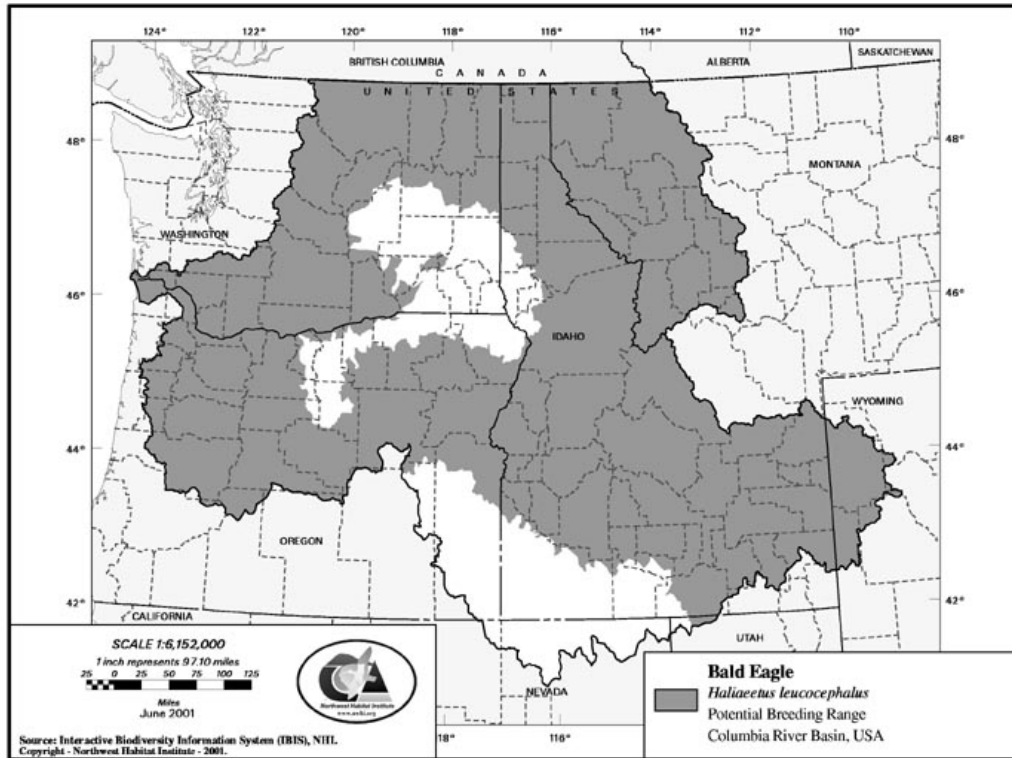 124° 122° 120° 118° 116° 114° 112° 110°
BRITISH COLUMBIA
ALBERTA
SASKATCHEWAN
C A N A D A
U N I T E D S T A T E S
48° 48°
MONTANA
WASHINGTON
46° 46°
IDAHO
WYOMING
44° 44°
OREGON
42° 42°
CALIFORNIA
UTAH
NEVADA
118° 116°
SCALE 1:6,152,000
1 inch represents 97.10 miles
25 0 25 50 75 100 125
Miles
June 2001
Northwest Habitat Institute
www.nwhi.org
Source: Interactive Biodiversity Information System (IBIS), NHI.
Copyright - Northwest Habitat Institute - 2001.
Bald Eagle
Haliaeetus leucocephalus
Potential Breeding Range
Columbia River Basin, USA